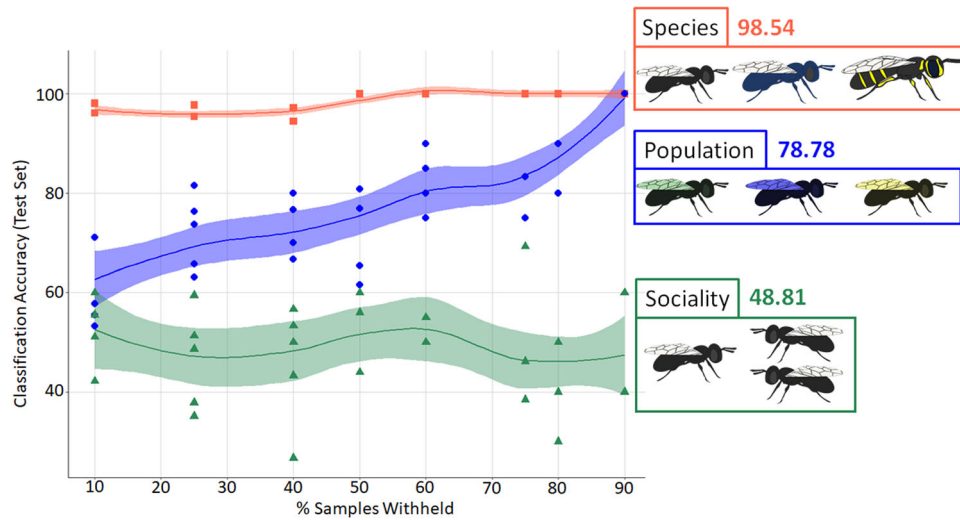 Species 98.54
100
Population 78.78
80
60
Sociality 48.81
40
Classification Accuracy (Test Set)
10 20 30 40 50 60 70 80 90
% Samples Withheld